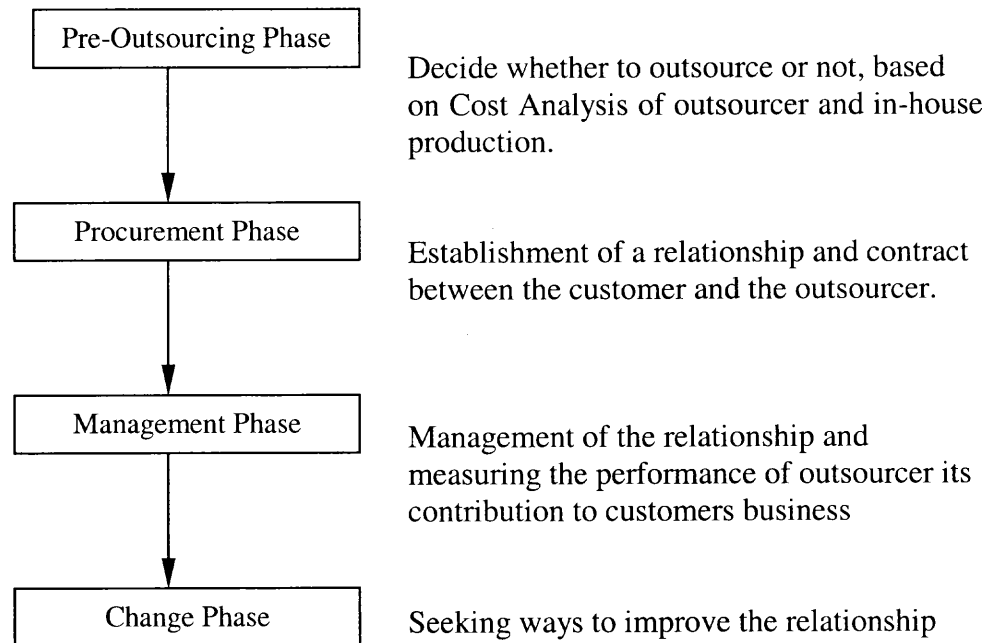 Pre-Outsourcing Phase
Decide whether to outsource or not, based
on Cost Analysis of outsourcer and in-house
production.
Procurement Phase
Establishment of a relationship and contract
between the customer and the outsourcer.
Management Phase
Management of the relationship and
measuring the performance of outsourcer its
contribution to customers business
Change Phase
Seeking ways to improve the relationship